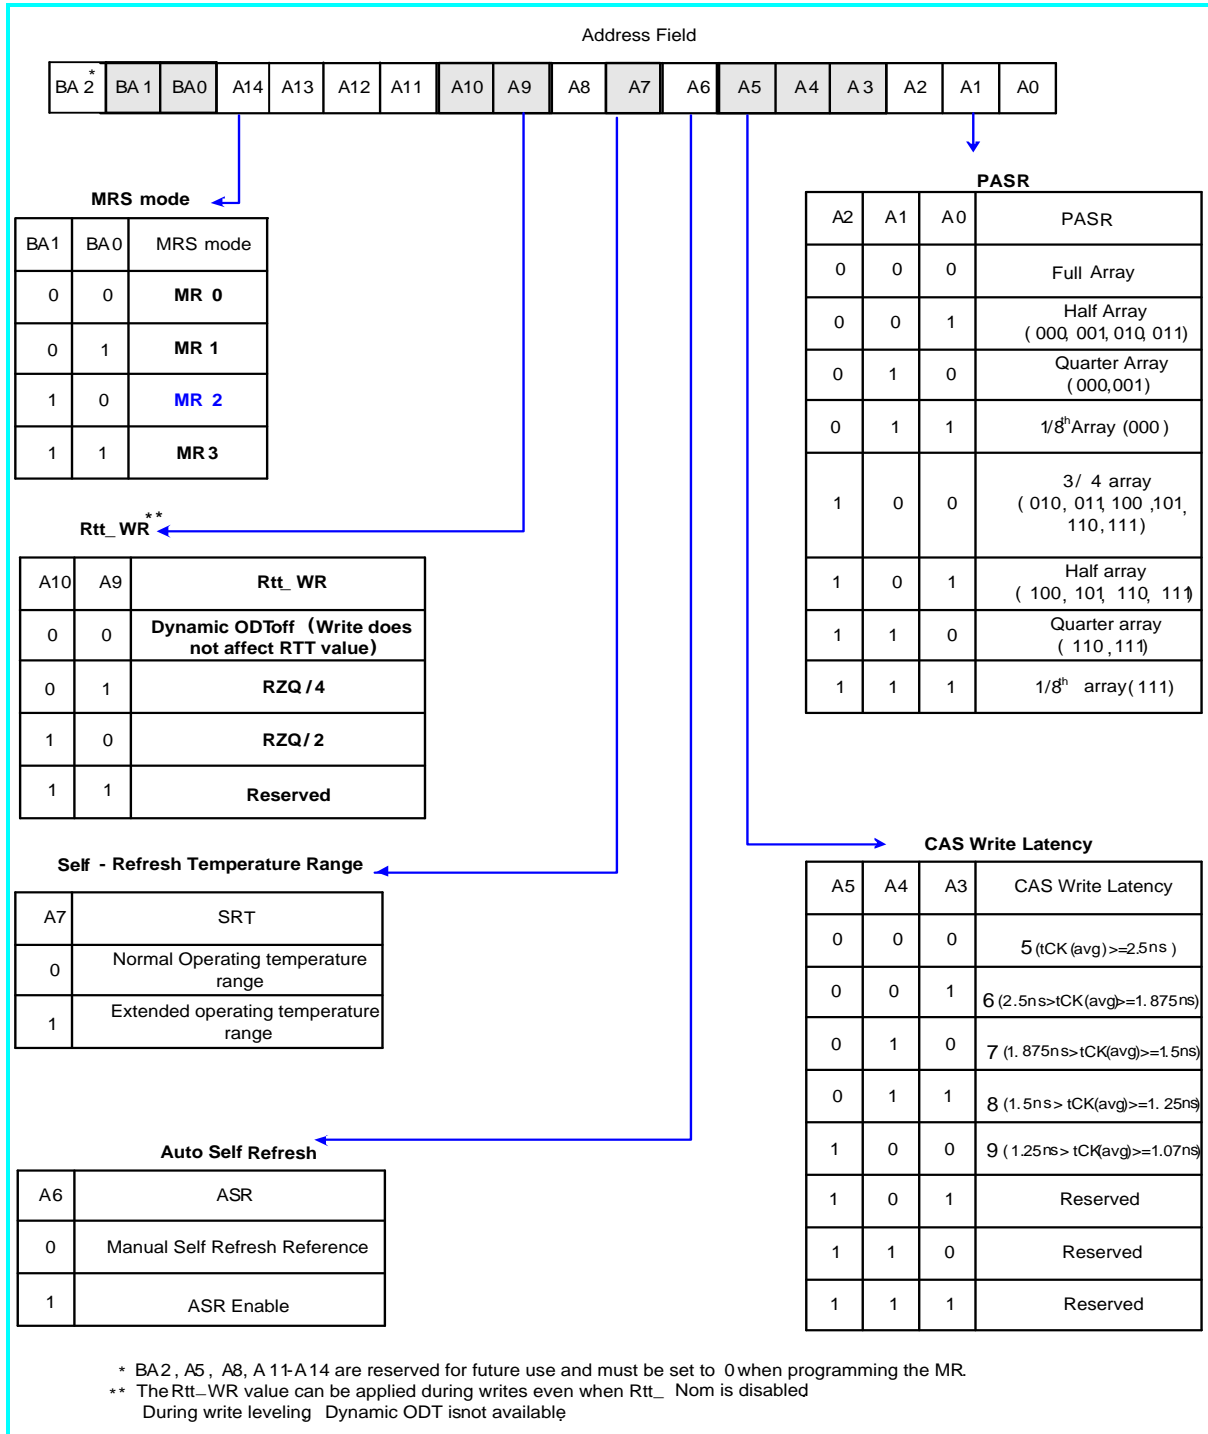 Address Field
BA 2* BA 1 BA0 A14 A13 A12 A11 A10 A9 A8 A7 A6 A5 A4 A3 A2 A1 A0
MRS mode
BA1 BA0 MRS mode
0 0 MR 0
0 1 MR 1
1 0 MR 2
1 1 MR3
Rtt_ WR**
A10 A9 Rtt_ WR
0 0 Dynamic ODToff (Write does
not affect RTT value)
0 1 RZQ/4
1 0 RZQ/2
1 1 Reserved
Self - Refresh Temperature Range
A7 SRT
0 Normal Operating temperature
range
1 Extended operating temperature
range
Auto Self Refresh
A6 ASR
0 Manual Self Refresh Reference
1 ASR Enable
PASR
A2 A1 A0 PASR
0 0 0 Full Array
0 0 1 Half Array
(000, 001, 010, 011)
0 1 0 Quarter Array
(000,001)
0 1 1 1/8th Array (000)
1 0 0 3/ 4 array
(010, 011, 100 ,101,
110,111)
1 0 1 Half array
(100, 101, 110, 111)
1 1 0 Quarter array
(110 ,111)
1 1 1 1/8th array(111)
CAS Write Latency
A5 A4 A3 CAS Write Latency
0 0 0 5 (tCK(avg)>=2.5ns)
0 0 1 6 (2.5ns>tCK(avg)>=1.875ns)
0 1 0 7 (1.875ns>tCK(avg)>=1.5ns)
0 1 1 8 (1.5ns> tCK(avg)>=1.25ns)
1 0 0 9 (1.25ns> tCK(avg)>=1.07ns)
1 0 1 Reserved
1 1 0 Reserved
1 1 1 Reserved
* BA2, A5, A8, A11-A14 are reserved for future use and must be set to 0 when programming the MR.
** The Rtt_WR value can be applied during writes even when Rtt_ Nom is disabled.
During write leveling, Dynamic ODT isnot available.